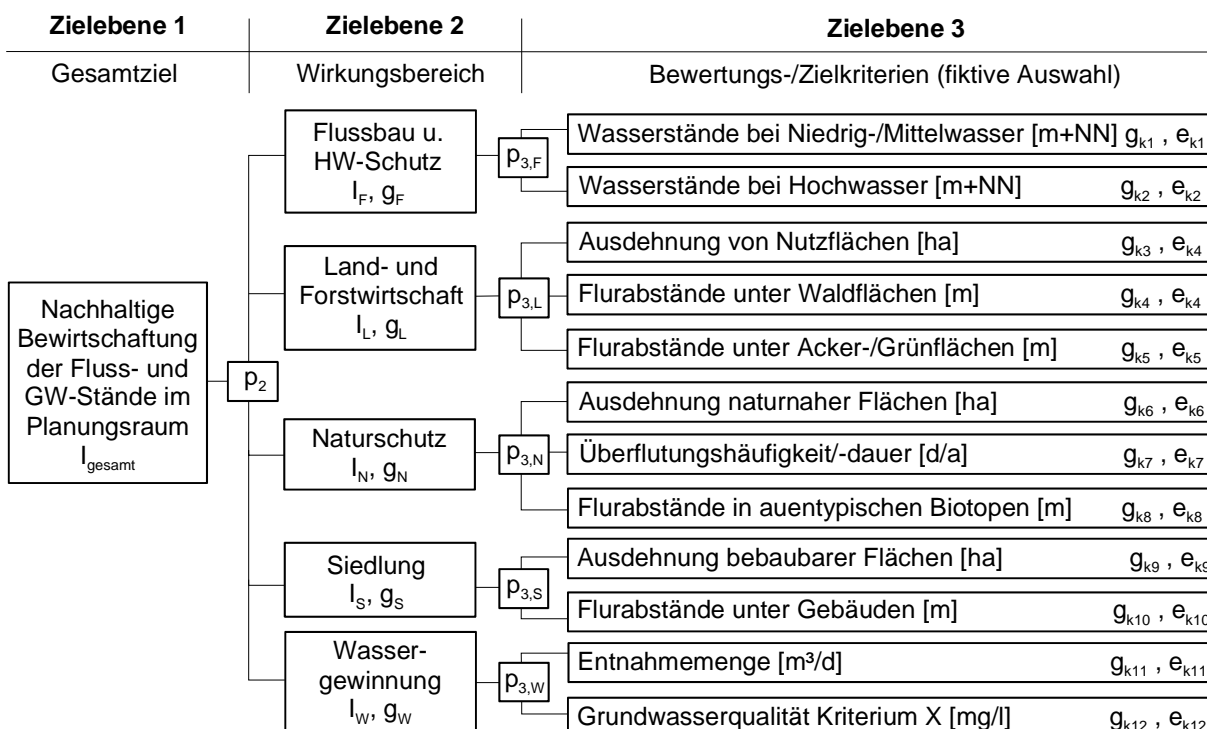 Zielebene 1
Zielebene 2
Zielebene 3
Gesamtziel
Wirkungsbereich
Bewertungs-/Zielkriterien (fiktive Auswahl)
Nachhaltige
Bewirtschaftung
der Fluss- und
GW-Stände im
Planungsraum
I_gesamt
p_2
Flussbau u.
HW-Schutz
I_F, g_F
p_3,F
Wasserstände bei Niedrig-/Mittelwasser [m+NN] g_k1 , e_k1
Wasserstände bei Hochwasser [m+NN] g_k2 , e_k2
Land- und
Forstwirtschaft
I_L, g_L
p_3,L
Ausdehnung von Nutzflächen [ha] g_k3 , e_k4
Flurabstände unter Waldflächen [m] g_k4 , e_k4
Flurabstände unter Acker-/Grünflächen [m] g_k5 , e_k5
Naturschutz
I_N, g_N
p_3,N
Ausdehnung naturnaher Flächen [ha] g_k6 , e_k6
Überflutungshäufigkeit/-dauer [d/a] g_k7 , e_k7
Flurabstände in auentypischen Biotopen [m] g_k8 , e_k8
Siedlung
I_S, g_S
p_3,S
Ausdehnung bebaubarer Flächen [ha] g_k9 , e_k9
Flurabstände unter Gebäuden [m] g_k10 , e_k10
Wasser-
gewinnung
I_W, g_W
p_3,W
Entnahmemenge [m³/d] g_k11 , e_k11
Grundwasserqualität Kriterium X [mg/l] g_k12 , e_k12